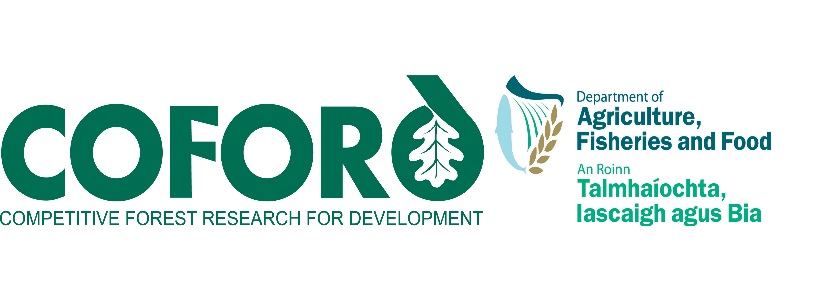 COFORD
COMPETITIVE FOREST RESEARCH FOR DEVELOPMENT
Department of
Agriculture,
Fisheries and Food
An Roinn
Talmhaíochta,
Iascaigh agus Bia